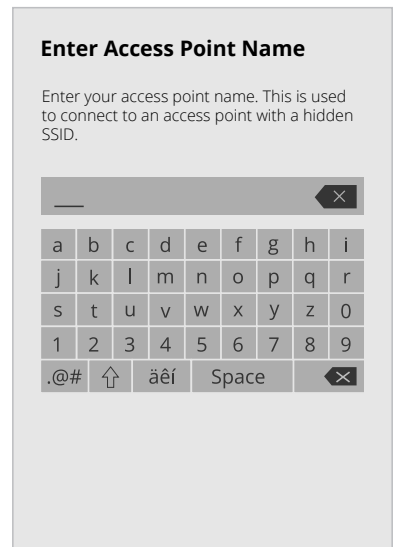 Enter Access Point Name
Enter your access point name. This is used
to connect to an access point with a hidden
SSID.
a b c d e f g h i
j k l m n o p q r
s t u v w x y z 0
1 2 3 4 5 6 7 8 9
.@# äêí Space